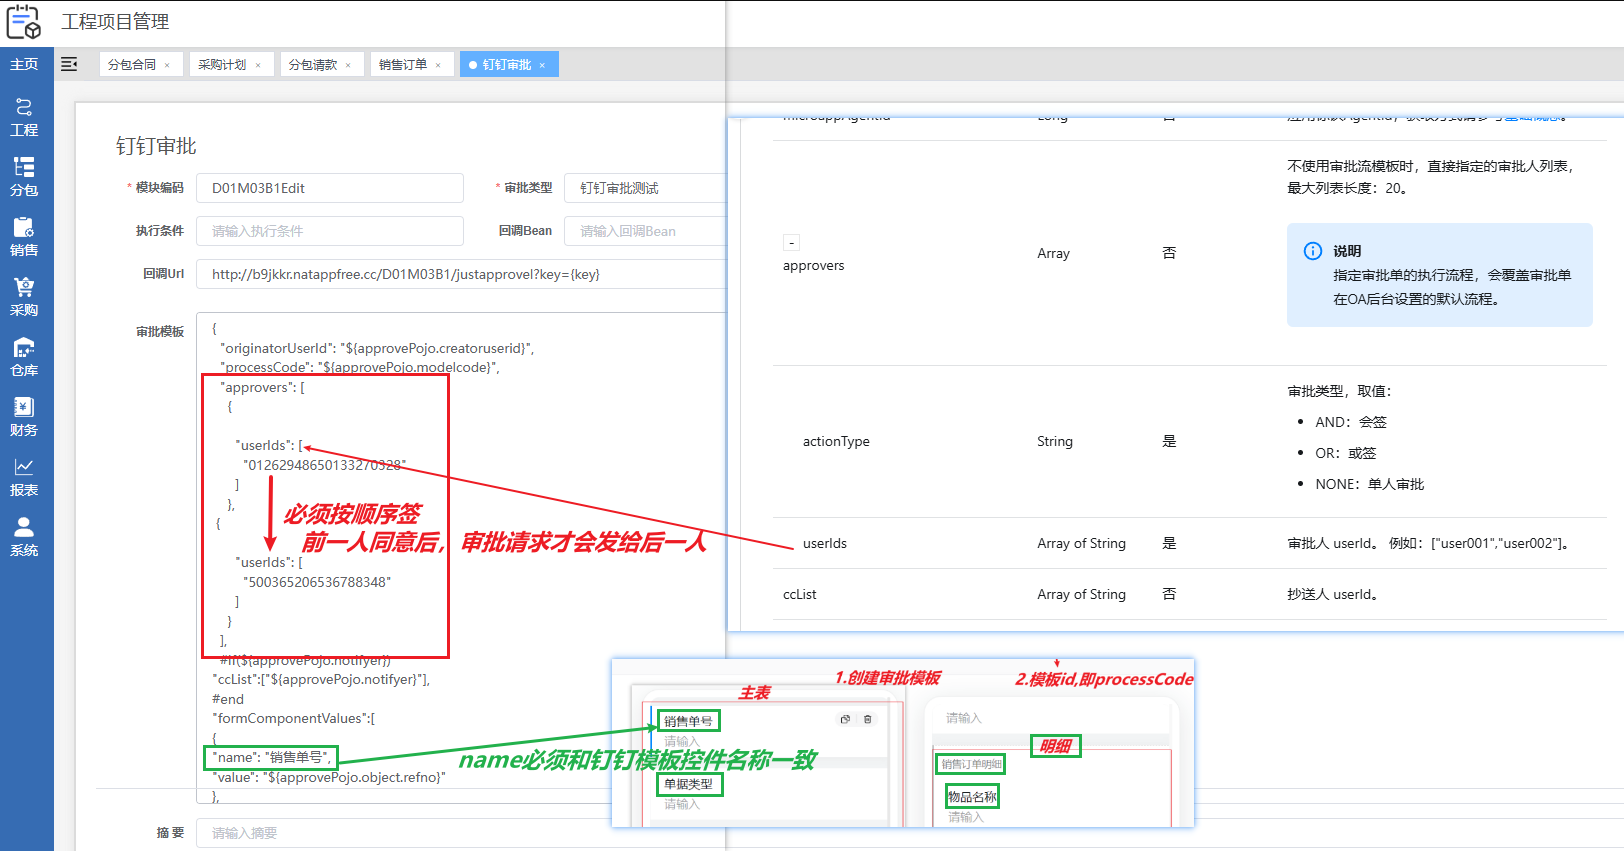 工程项目管理
主页
工程
分包
销售
采购
仓库
财务
报表
系统
分包合同 ×
采购计划 ×
分包请款 ×
销售订单 ×
钉钉审批 ×
钉钉审批
* 模块编码 D01M03B1Edit
* 审批类型 钉钉审批测试
执行条件 请输入执行条件
回调Bean 请输入回调Bean
回调Url http://b9jkkr.natappfree.cc/D01M03B1/justapprovel?key={key}
审批模板
{
"originatorUserId": "${approvePojo.creatoruserid}",
"processCode": "${approvePojo.modelcode}",
"approvers": [
{
"userIds": [
"01262948650133270328"
]
},
{
"userIds": [
"500365206536788348"
]
}
],
#if(${approvePojo.notifyer})
"ccList":["${approvePojo.notifyer}"],
#end
"formComponentValues":[
{
"name": "销售单号",
"value": "${approvePojo.object.refno}"
},
摘 要 请输入摘要
必须按顺序签
前一人同意后，审批请求才会发给后一人
name必须和钉钉模板控件名称一致
不使用审批流模板时，直接指定的审批人列表，
最大列表长度：20。
-
approvers Array 否
说明
指定审批单的执行流程，会覆盖审批单
在OA后台设置的默认流程。
actionType String 是
审批类型，取值：
• AND：会签
• OR：或签
• NONE：单人审批
userIds Array of String 是 审批人 userId。 例如：["user001","user002"]。
ccList Array of String 否 抄送人 userId。
1.创建审批模板
2.模板id,即processCode
主表
销售单号
请输入
单据类型
请输入
请输入
明细
销售订单明细
物品名称
请输入